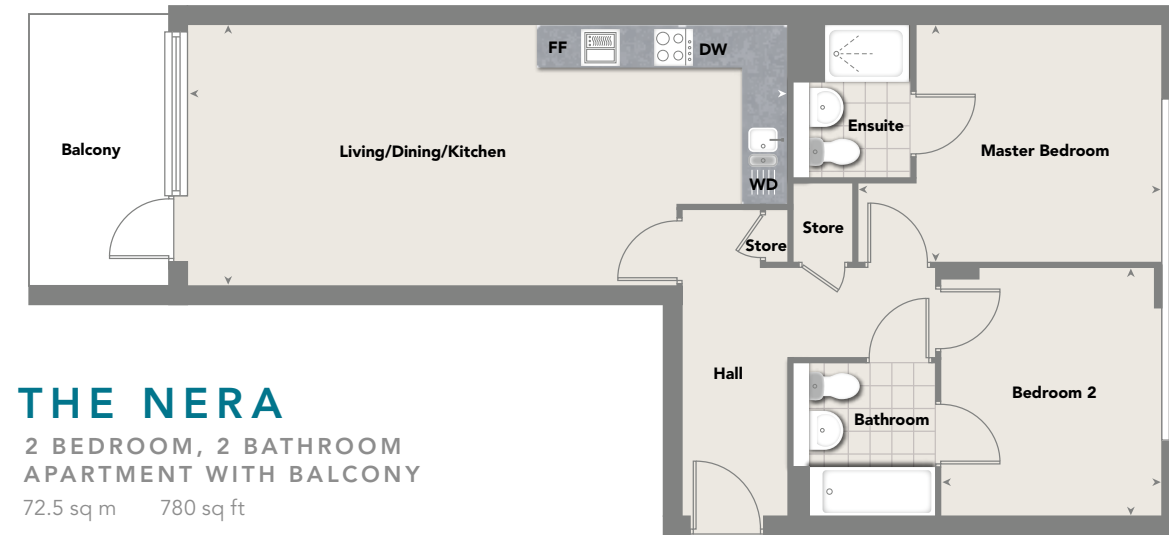 FF
DW
Balcony
Living/Dining/Kitchen
Ensuite
Master Bedroom
WD
Store
Store
Hall
Bedroom 2
Bathroom
THE NERA
2 BEDROOM, 2 BATHROOM
APARTMENT WITH BALCONY
72.5 sq m 780 sq ft